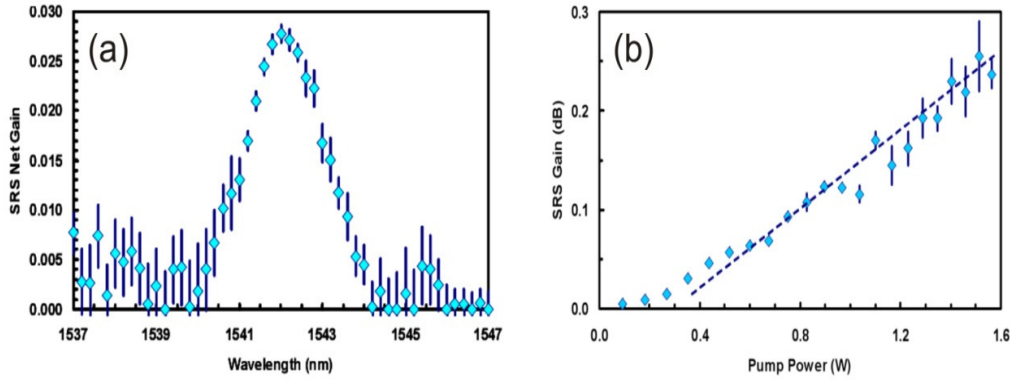 (a)
SRS Net Gain
0.030
0.025
0.020
0.015
0.010
0.005
0.000
1537 1539 1541 1543 1545 1547
Wavelength (nm)
(b)
SRS Gain (dB)
0.3
0.2
0.1
0.0
0.0 0.4 0.8 1.2 1.6
Pump Power (W)